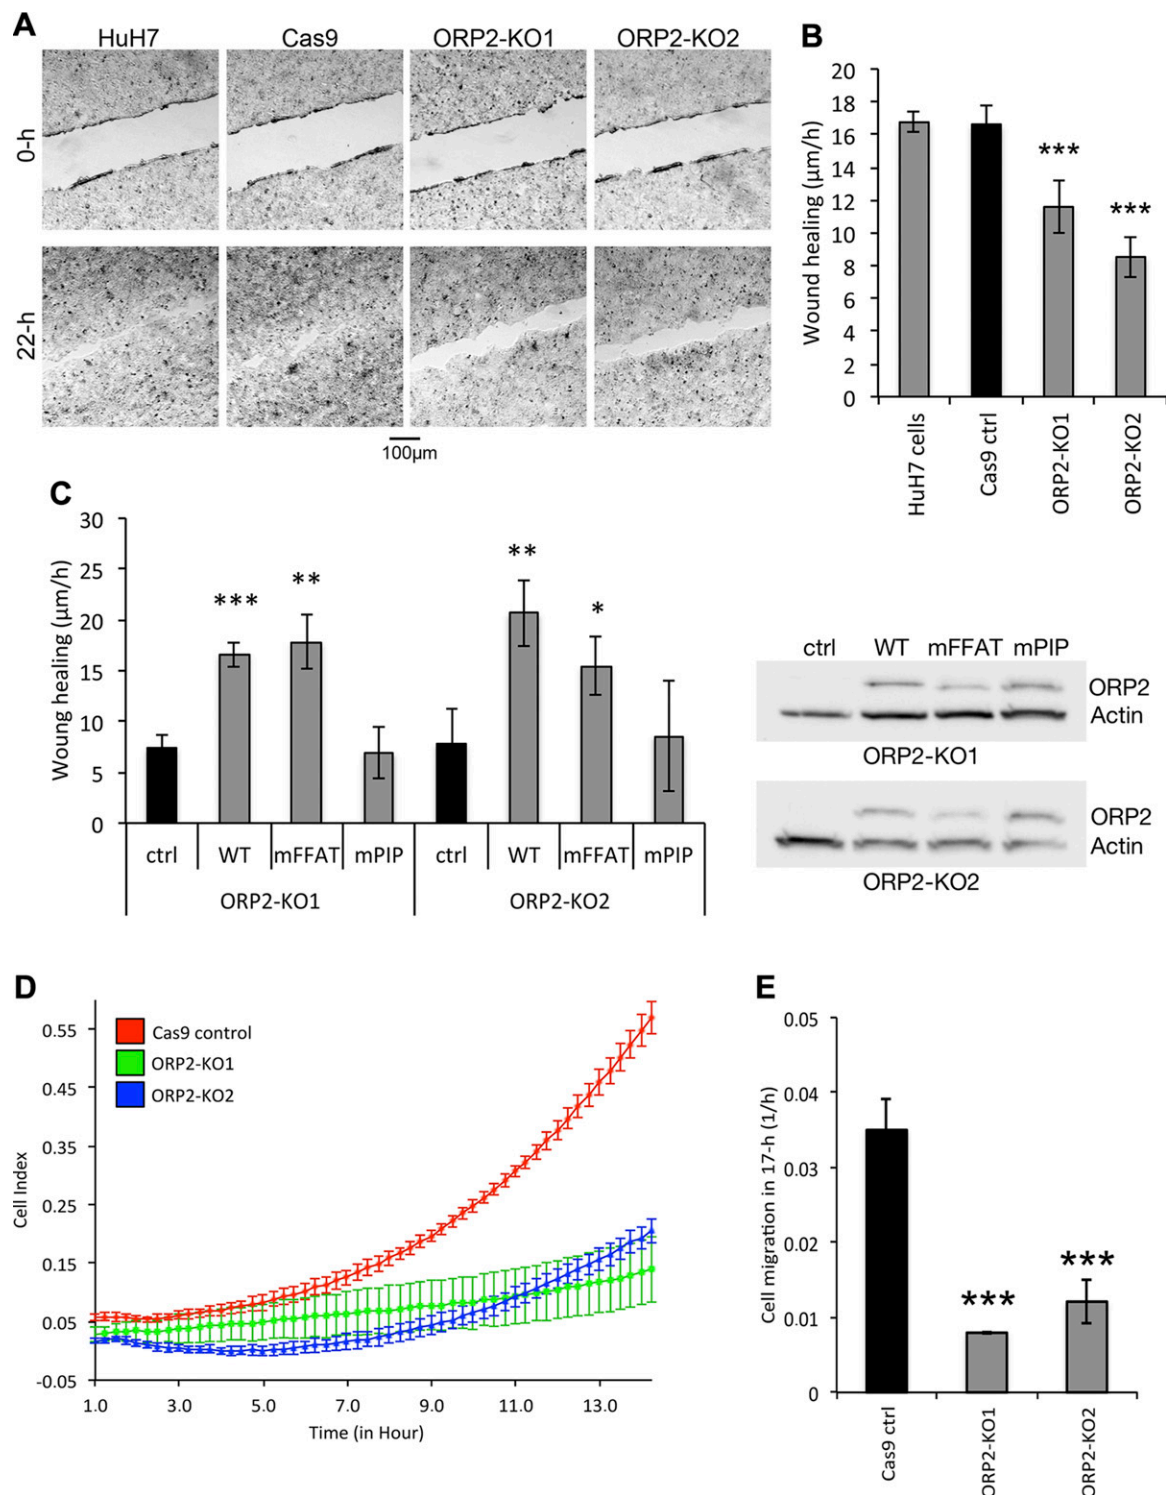 A
HuH7 Cas9 ORP2-KO1 ORP2-KO2
0-h
22-h
100µm
B
Wound healing (µm/h)
20
18
16
14
12
10
8
6
4
2
0
***
***
HuH7 cells
Cas9 ctrl
ORP2-KO1
ORP2-KO2
C
Woung healing (µm/h)
30
25
20
15
10
5
0
***
**
**
*
ctrl WT mFFAT mPIP ctrl WT mFFAT mPIP
ORP2-KO1 ORP2-KO2
ctrl WT mFFAT mPIP
ORP2
Actin
ORP2-KO1
ORP2
Actin
ORP2-KO2
D
Cell Index
0.55
0.45
0.35
0.25
0.15
0.05
-0.05
Cas9 control
ORP2-KO1
ORP2-KO2
1.0 3.0 5.0 7.0 9.0 11.0 13.0
Time (in Hour)
E
Cell migration in 17-h (1/h)
0.05
0.04
0.03
0.02
0.01
0
***
***
Cas9 ctrl
ORP2-KO1
ORP2-KO2